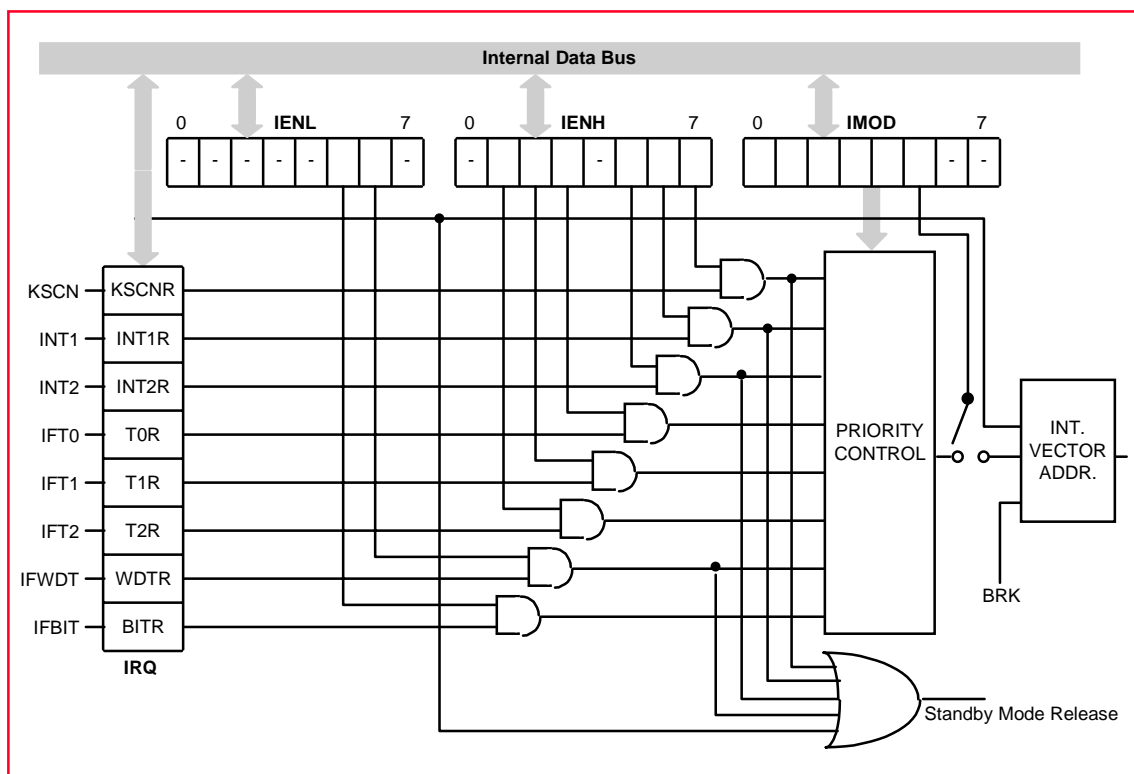 Internal Data Bus
0 IENL 7
0 IENH 7
0 IMOD 7
- - - - - -
- -
- -
KSCN KSCNR
INT1 INT1R
INT2 INT2R
IFT0 T0R
IFT1 T1R
IFT2 T2R
IFWDT WDTR
IFBIT BITR
IRQ
PRIORITY
CONTROL
INT.
VECTOR
ADDR.
BRK
Standby Mode Release